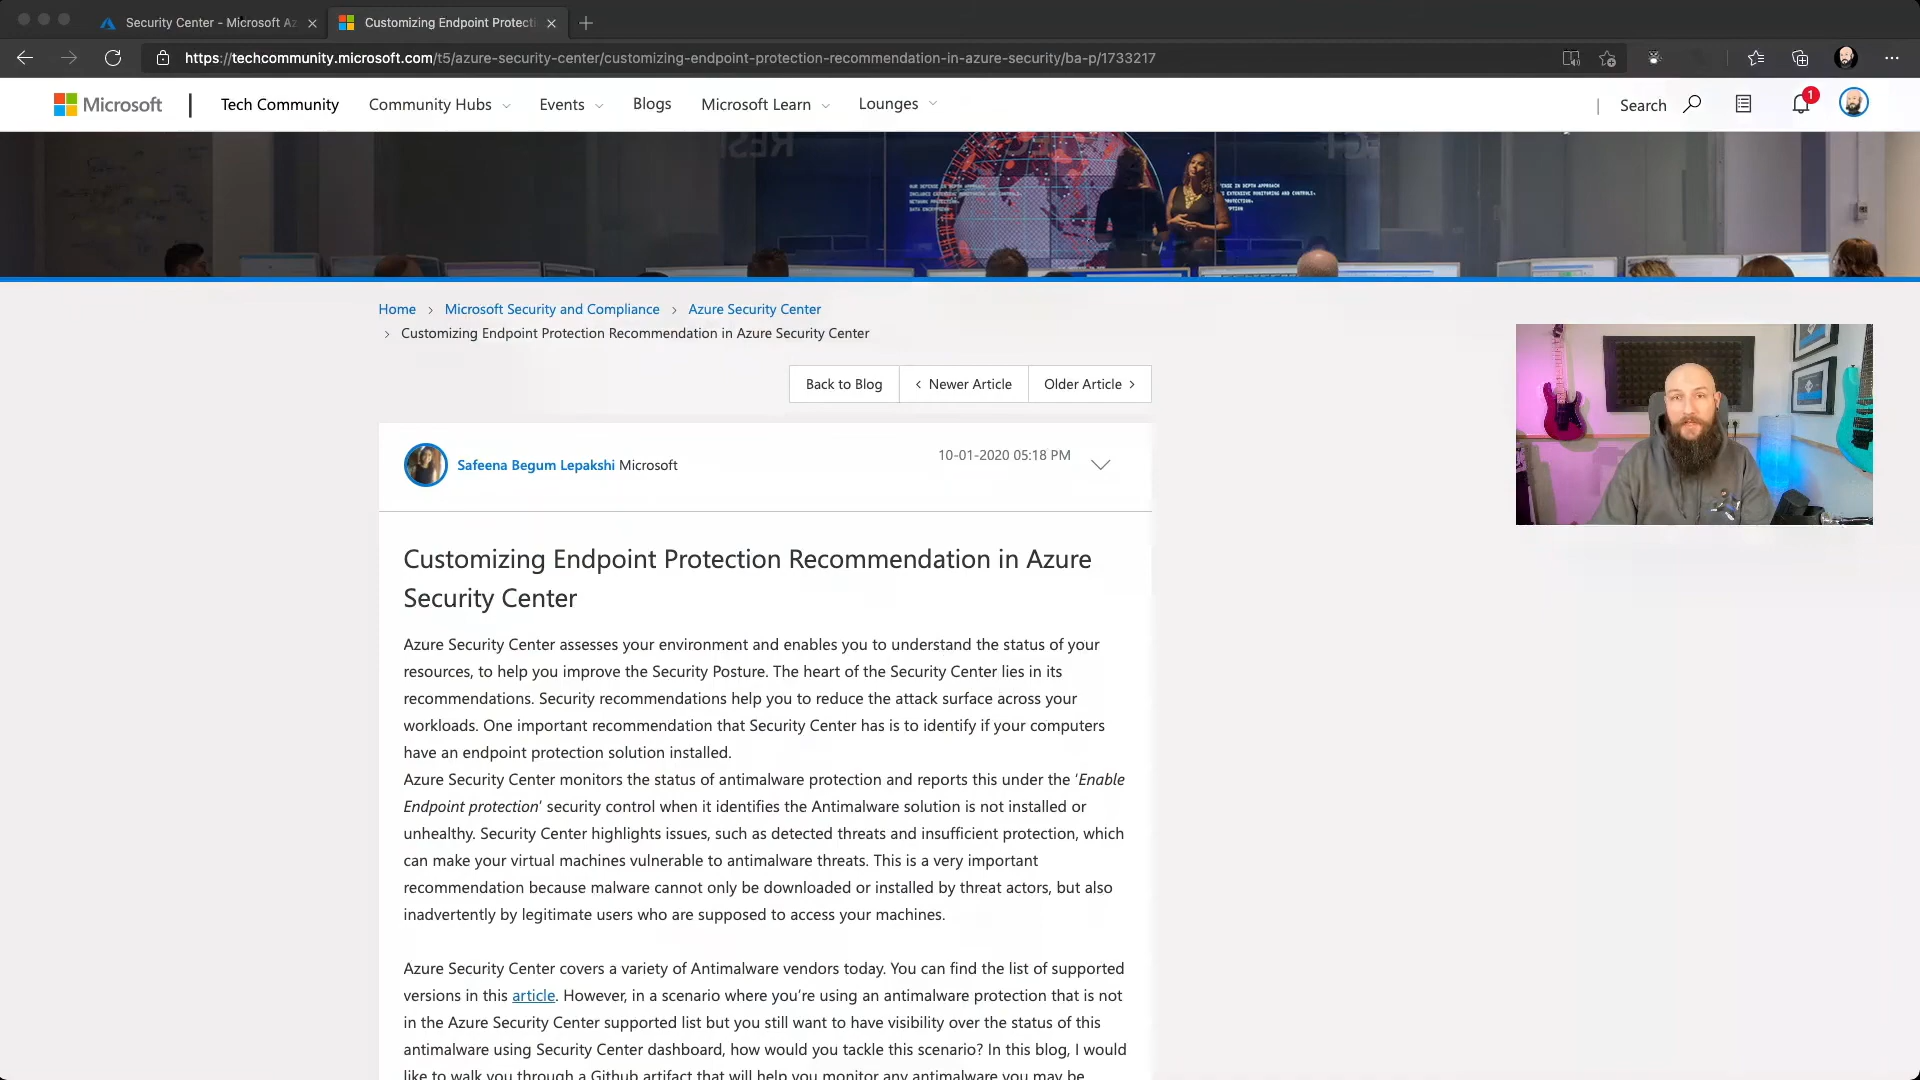 Security Center - Microsoft Az
Customizing Endpoint Protecti
https://techcommunity.microsoft.com/t5/azure-security-center/customizing-endpoint-protection-recommendation-in-azure-security/ba-p/1733217
Microsoft | Tech Community Community Hubs Events Blogs Microsoft Learn Lounges | Search 1
Home > Microsoft Security and Compliance > Azure Security Center
> Customizing Endpoint Protection Recommendation in Azure Security Center
Back to Blog < Newer Article Older Article >
Safeena Begum Lepakshi Microsoft
10-01-2020 05:18 PM
Customizing Endpoint Protection Recommendation in Azure
Security Center
Azure Security Center assesses your environment and enables you to understand the status of your
resources, to help you improve the Security Posture. The heart of the Security Center lies in its
recommendations. Security recommendations help you to reduce the attack surface across your
workloads. One important recommendation that Security Center has is to identify if your computers
have an endpoint protection solution installed.
Azure Security Center monitors the status of antimalware protection and reports this under the 'Enable
Endpoint protection' security control when it identifies the Antimalware solution is not installed or
unhealthy. Security Center highlights issues, such as detected threats and insufficient protection, which
can make your virtual machines vulnerable to antimalware threats. This is a very important
recommendation because malware cannot only be downloaded or installed by threat actors, but also
inadvertently by legitimate users who are supposed to access your machines.
Azure Security Center covers a variety of Antimalware vendors today. You can find the list of supported
versions in this article. However, in a scenario where you're using an antimalware protection that is not
in the Azure Security Center supported list but you still want to have visibility over the status of this
antimalware using Security Center dashboard, how would you tackle this scenario? In this blog, I would
like to walk you through a Github artifact that will help you monitor any antimalware you may be